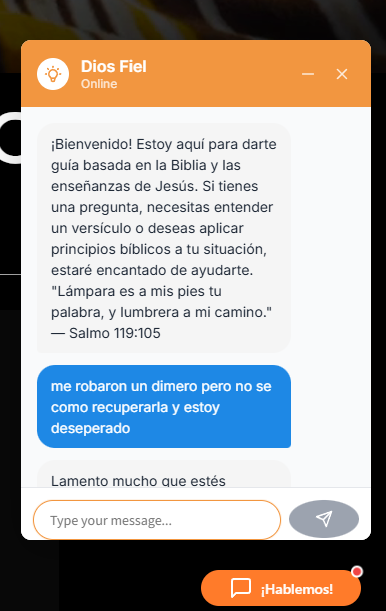 Dios Fiel
Online
¡Bienvenido! Estoy aquí para darte
guía basada en la Biblia y las
enseñanzas de Jesús. Si tienes
una pregunta, necesitas entender
un versículo o deseas aplicar
principios bíblicos a tu situación,
estaré encantado de ayudarte.
"Lámpara es a mis pies tu
palabra, y lumbrera a mi camino."
— Salmo 119:105
me robaron un dimero pero no se
como recuperarla y estoy
deseperado
Lamento mucho que estés
Type your message...
¡Hablemos!